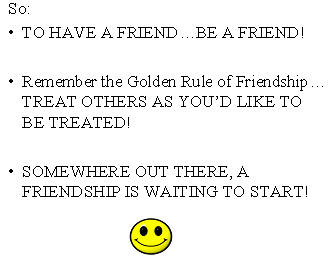 So:
• TO HAVE A FRIEND…BE A FRIEND!
• Remember the Golden Rule of Friendship…
TREAT OTHERS AS YOU'D LIKE TO
BE TREATED!
• SOMEWHERE OUT THERE, A
FRIENDSHIP IS WAITING TO START!